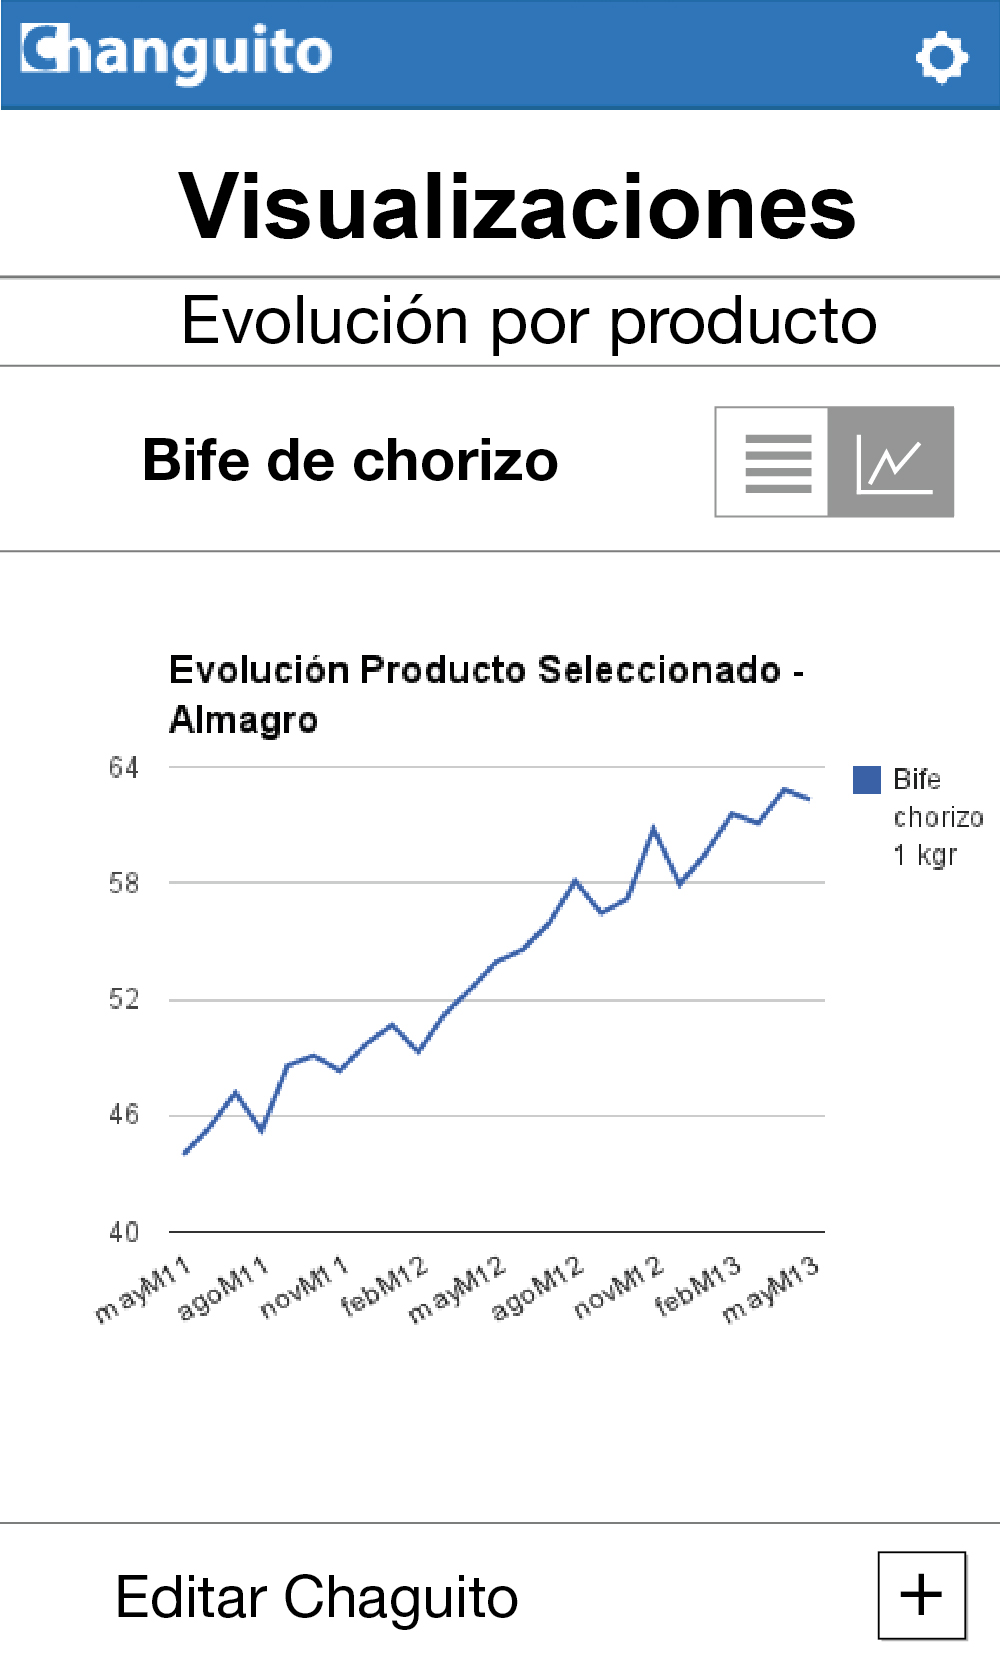 Changuito
Visualizaciones
Evolución por producto
Bife de chorizo
Evolución Producto Seleccionado -
Almagro
64
58
52
46
40
Bife
chorizo
1 kgr
mayM11
agoM11
novM11
febM12
mayM12
agoM12
novM12
febM13
mayM13
Editar Chaguito
+